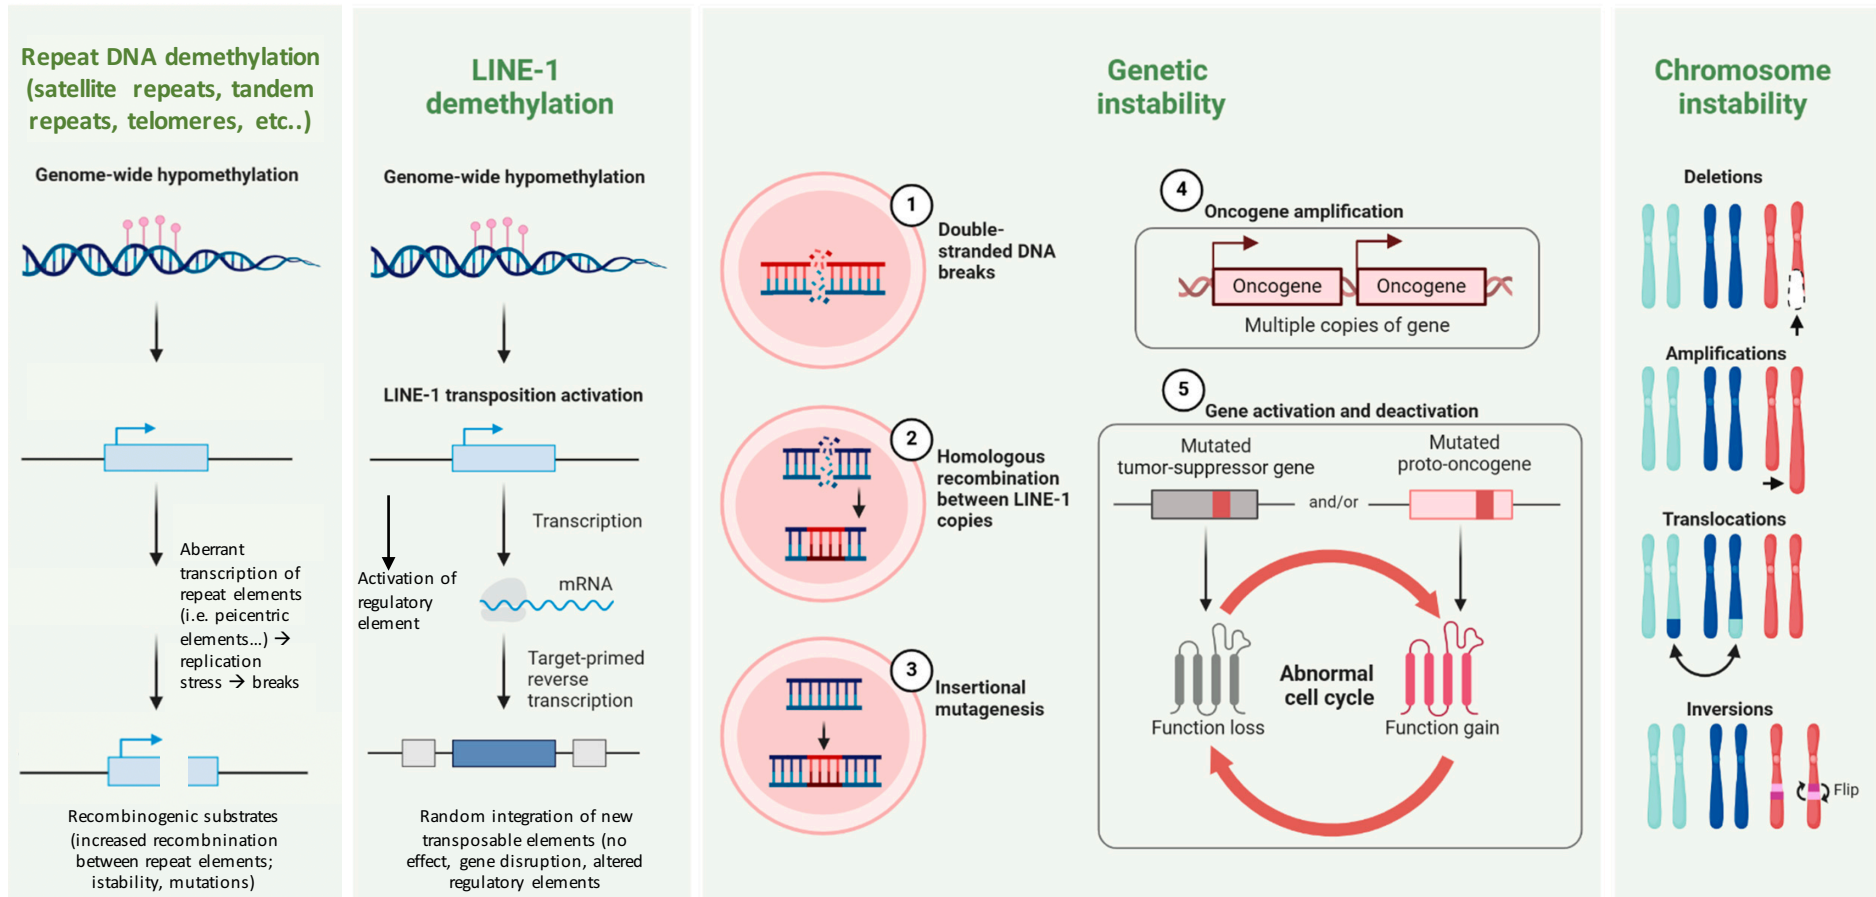 Repeat DNA demethylation
(satellite repeats, tandem
repeats, telomeres, etc..)
Genome-wide hypomethylation
Aberrant
transcription of
repeat elements
(i.e. peicentric
elements...) →
replication
stress → breaks
Recombinogenic substrates
(increased recombnination
between repeat elements;
istability, mutations)
LINE-1
demethylation
Genome-wide hypomethylation
LINE-1 transposition activation
Transcription
Activation of
regulatory
element
mRNA
Target-primed
reverse
transcription
Random integration of new
transposable elements (no
effect, gene disruption, altered
regulatory elements
Genetic
instability
1
Double-
stranded DNA
breaks
2
Homologous
recombination
between LINE-1
copies
3
Insertional
mutagenesis
4
Oncogene amplification
Oncogene
Oncogene
Multiple copies of gene
5
Gene activation and deactivation
Mutated
tumor-suppressor gene
and/or
Mutated
proto-oncogene
Abnormal
cell cycle
Function loss
Function gain
Chromosome
instability
Deletions
Amplifications
Translocations
Inversions
Flip